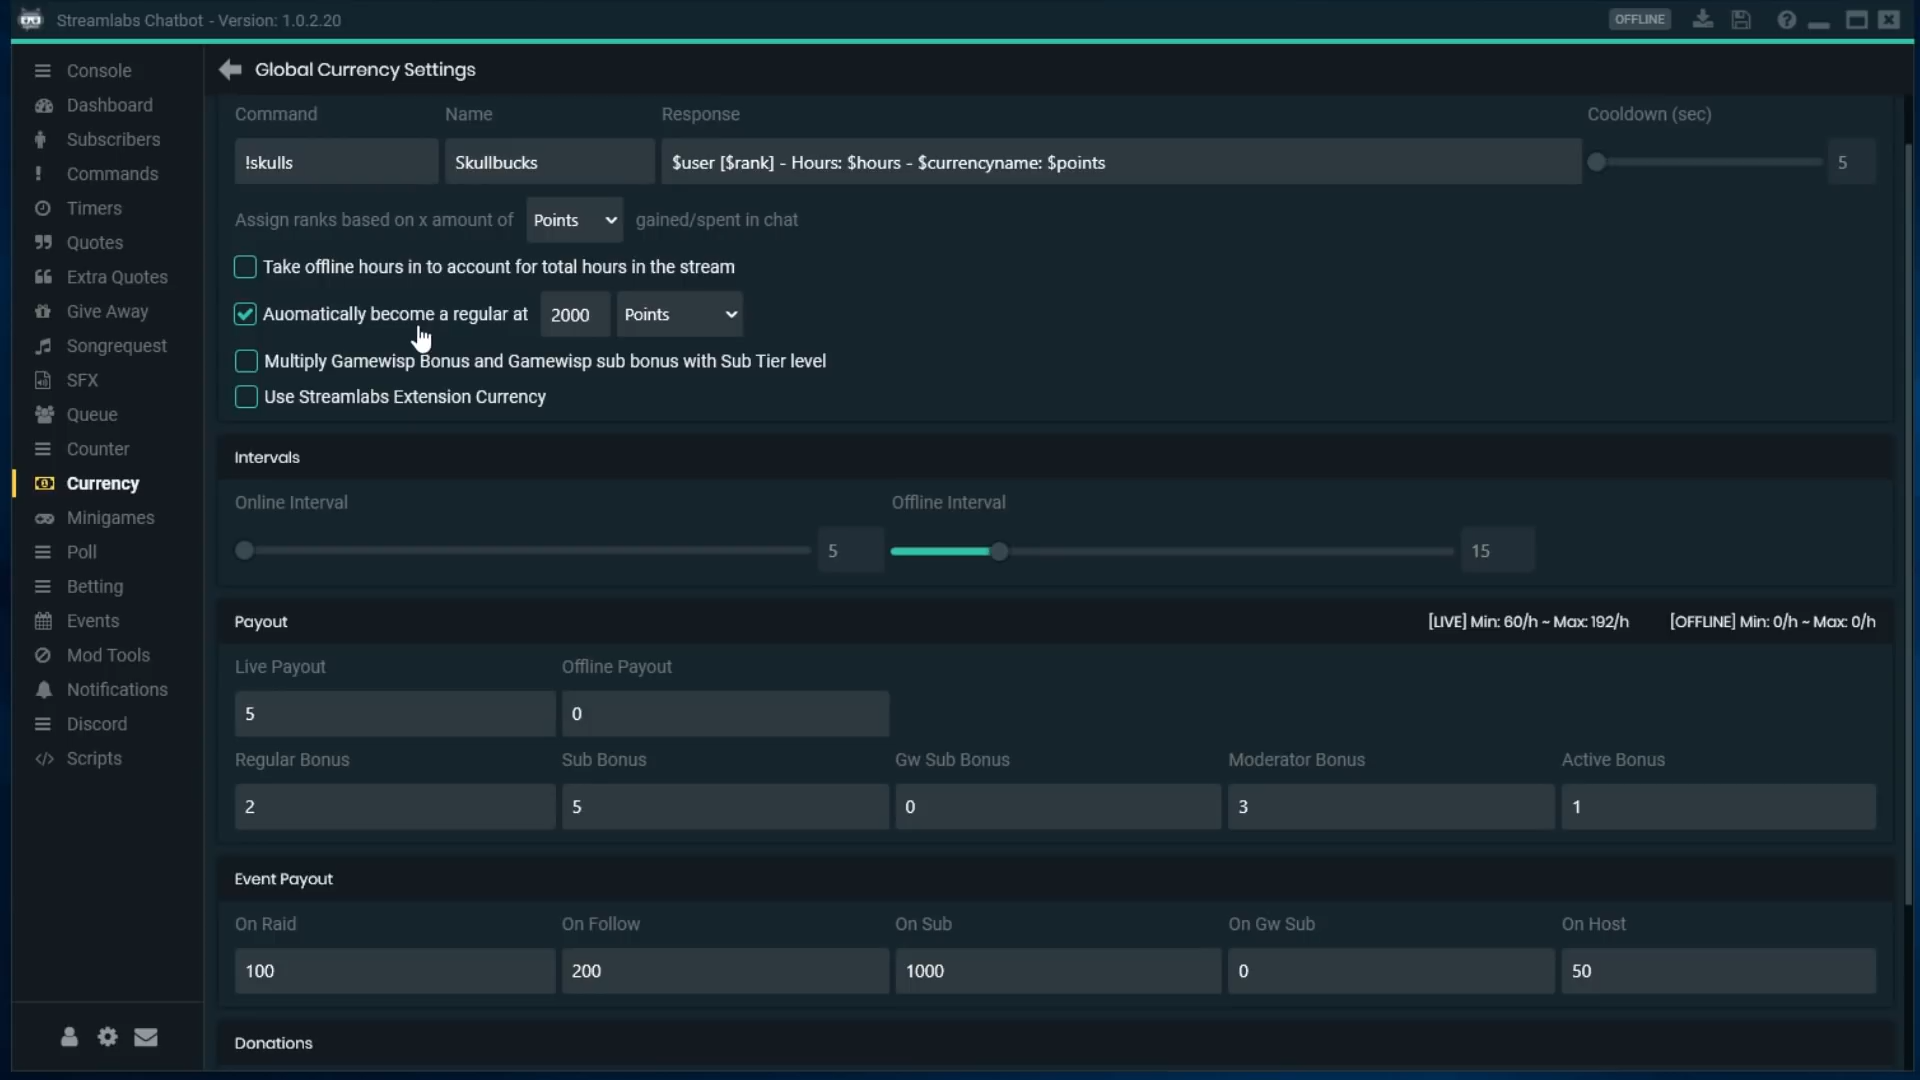 Streamlabs Chatbot - Version: 1.0.2.20
OFFLINE
Console
Dashboard
Subscribers
Commands
Timers
Quotes
Extra Quotes
Give Away
Songrequest
SFX
Queue
Counter
Currency
Minigames
Poll
Betting
Events
Mod Tools
Notifications
Discord
Scripts
Global Currency Settings
Command Name Response Cooldown (sec)
!skulls Skullbucks $user [$rank] - Hours: $hours - $currencyname: $points 5
Assign ranks based on x amount of Points gained/spent in chat
Take offline hours in to account for total hours in the stream
Auomatically become a regular at 2000 Points
Multiply Gamewisp Bonus and Gamewisp sub bonus with Sub Tier level
Use Streamlabs Extension Currency
Intervals
Online Interval Offline Interval
5 15
Payout [LIVE] Min: 60/h ~ Max: 192/h [OFFLINE] Min: 0/h ~ Max: 0/h
Live Payout Offline Payout
5 0
Regular Bonus Sub Bonus Gw Sub Bonus Moderator Bonus Active Bonus
2 5 0 3 1
Event Payout
On Raid On Follow On Sub On Gw Sub On Host
100 200 1000 0 50
Donations